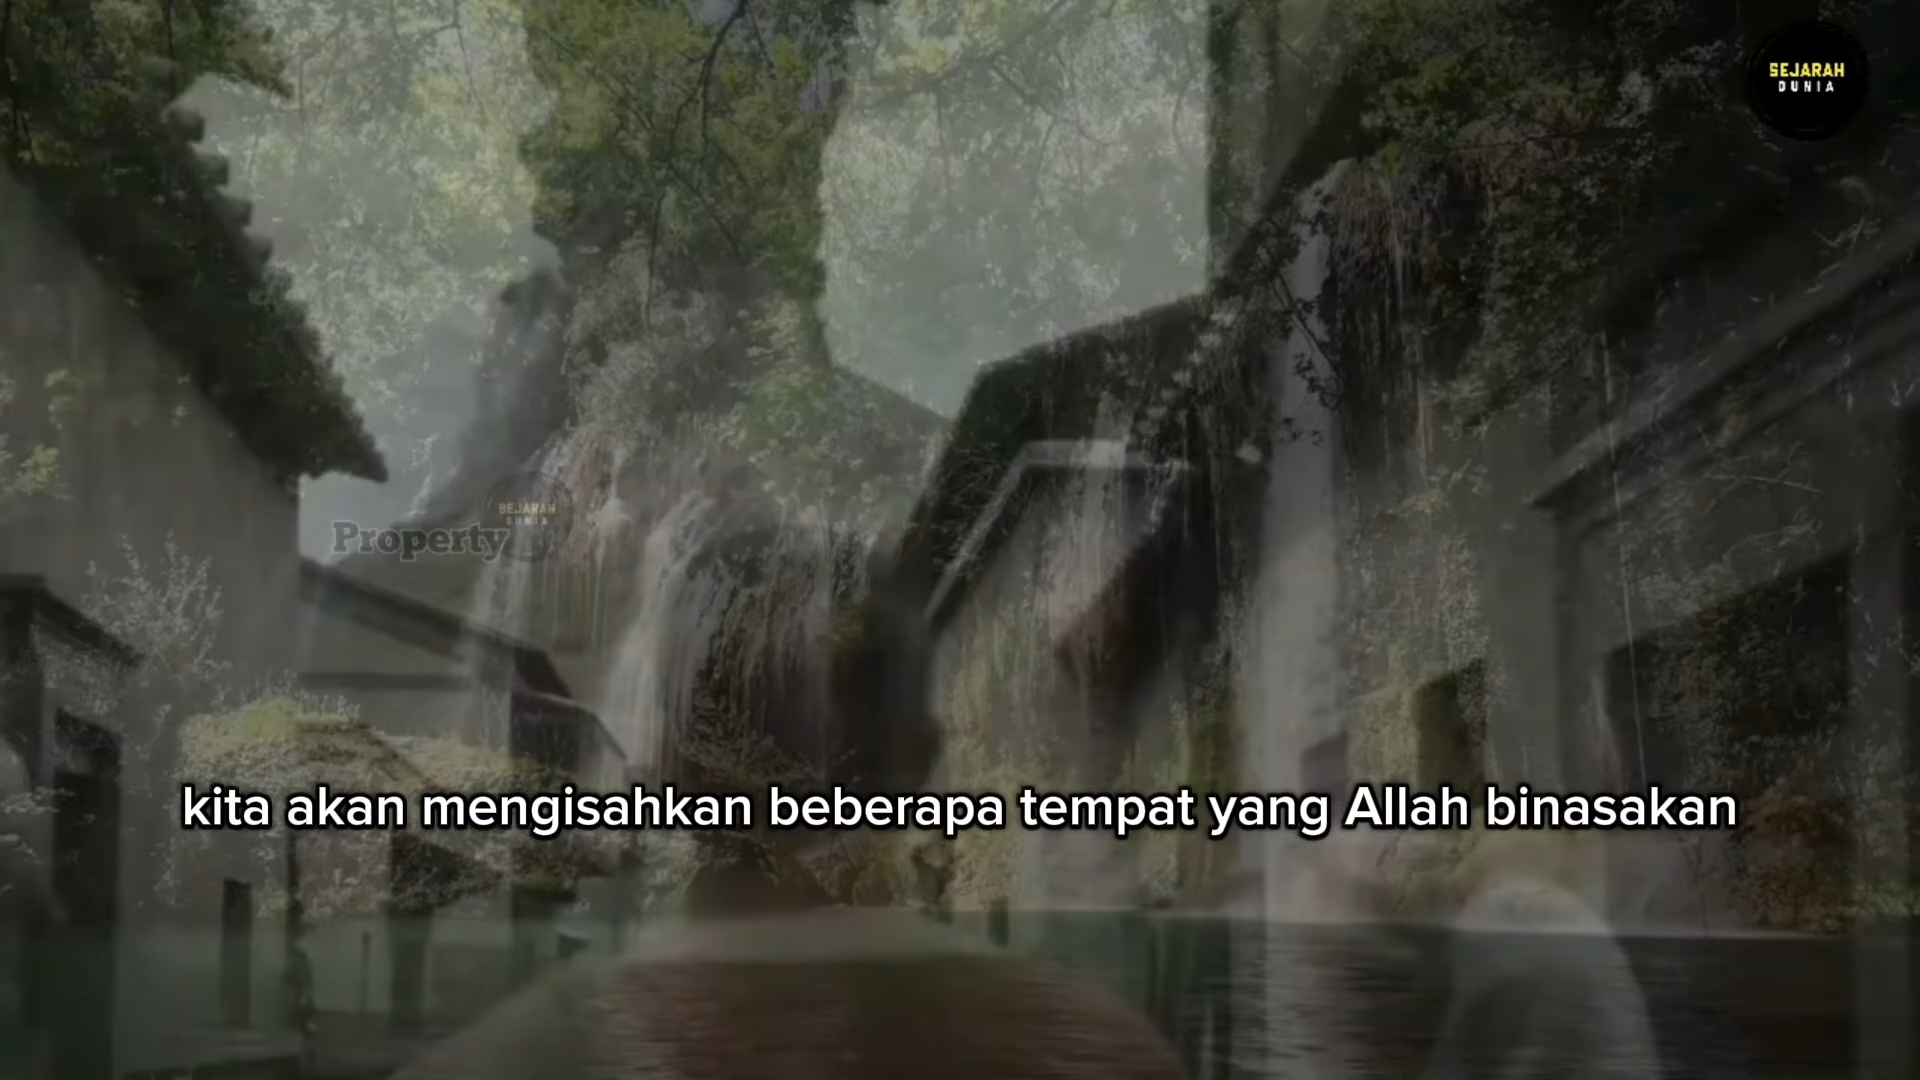 SEJARAH
DUNIA
SEJARAH
DUNIA
Property
kita akan mengisahkan beberapa tempat yang Allah binasakan